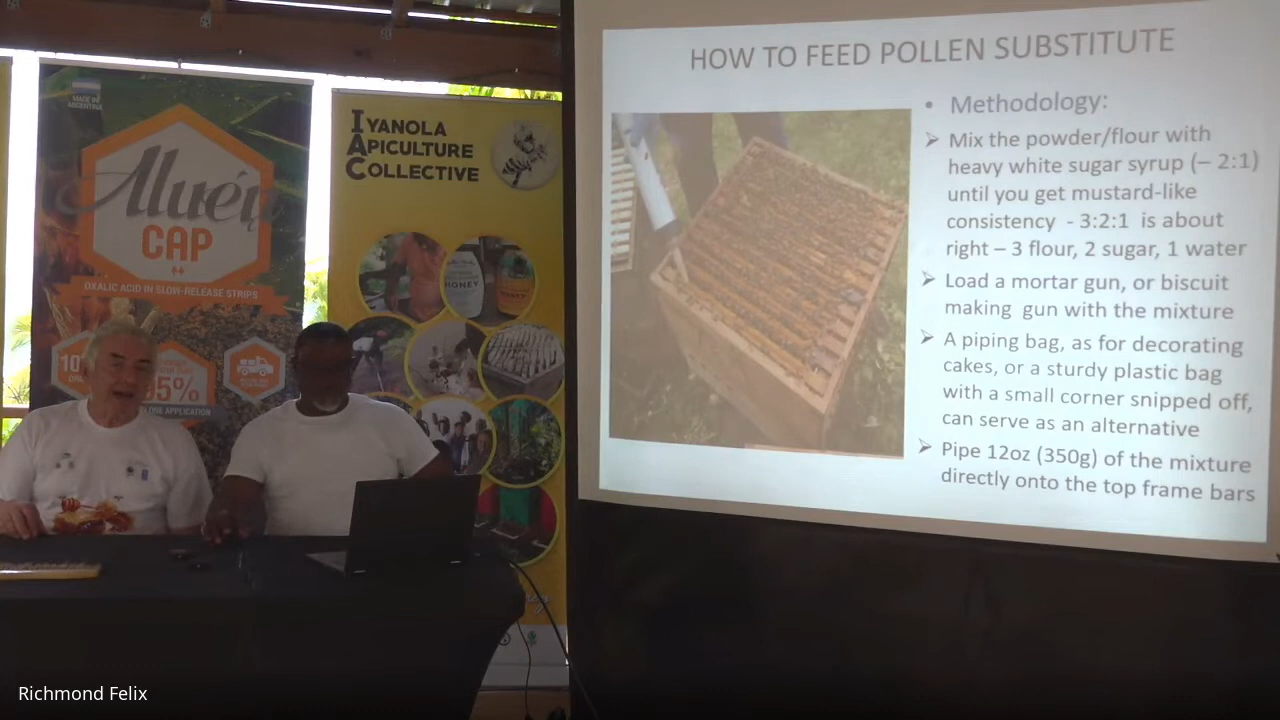 MADE IN
ARGENTINA
Aluén
CAP
OXALIC ACID IN SLOW-RELEASE STRIPS
IYANOLA
APICULTURE
COLLECTIVE
HONEY
HOW TO FEED POLLEN SUBSTITUTE
• Methodology:
➢ Mix the powder/flour with
heavy white sugar syrup (– 2:1)
until you get mustard-like
consistency - 3:2:1 is about
right – 3 flour, 2 sugar, 1 water
➢ Load a mortar gun, or biscuit
making gun with the mixture
➢ A piping bag, as for decorating
cakes, or a sturdy plastic bag
with a small corner snipped off,
can serve as an alternative
➢ Pipe 12oz (350g) of the mixture
directly onto the top frame bars
Richmond Felix